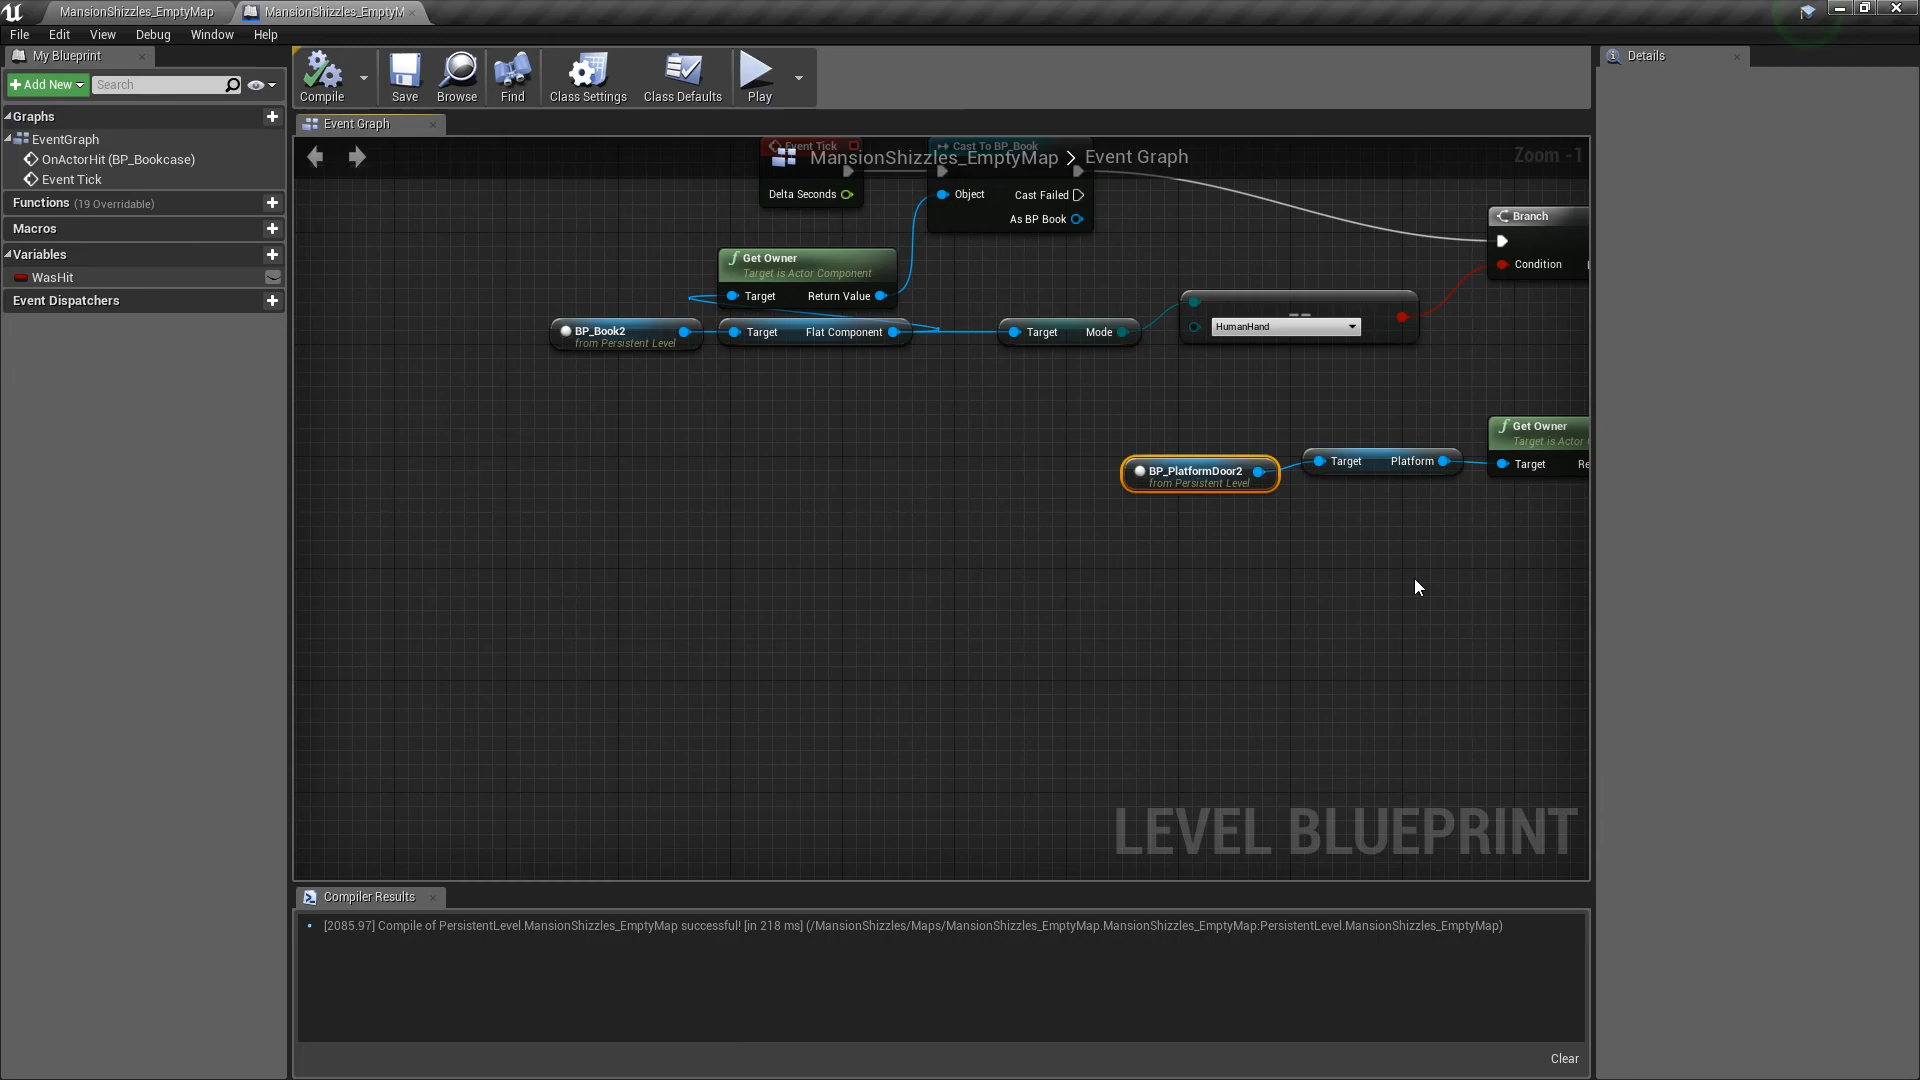 MansionShizzles_EmptyMap
MansionShizzles_EmptyM
File Edit View Debug Window Help
My Blueprint
Add New
Search
Compile
Save
Browse
Find
Class Settings
Class Defaults
Play
Details
Graphs
EventGraph
OnActorHit (BP_Bookcase)
Event Tick
Functions (19 Overridable)
Macros
Variables
WasHit
Event Dispatchers
Event Graph
MansionShizzles_EmptyMap > Event Graph
Zoom -1
Event Tick
Delta Seconds
Cast To BP_Book
Object Cast Failed
As BP Book
Branch
Condition
Get Owner
Target is Actor Component
Target Return Value
BP_Book2
from Persistent Level
Target Flat Component
Target Mode
==
HumanHand
BP_PlatformDoor2
from Persistent Level
Target Platform
Get Owner
Target is Actor
Target Re
LEVEL BLUEPRINT
Compiler Results
[2085.97] Compile of PersistentLevel.MansionShizzles_EmptyMap successful! [in 218 ms] (/MansionShizzles/Maps/MansionShizzles_EmptyMap.MansionShizzles_EmptyMap:PersistentLevel.MansionShizzles_EmptyMap)
Clear